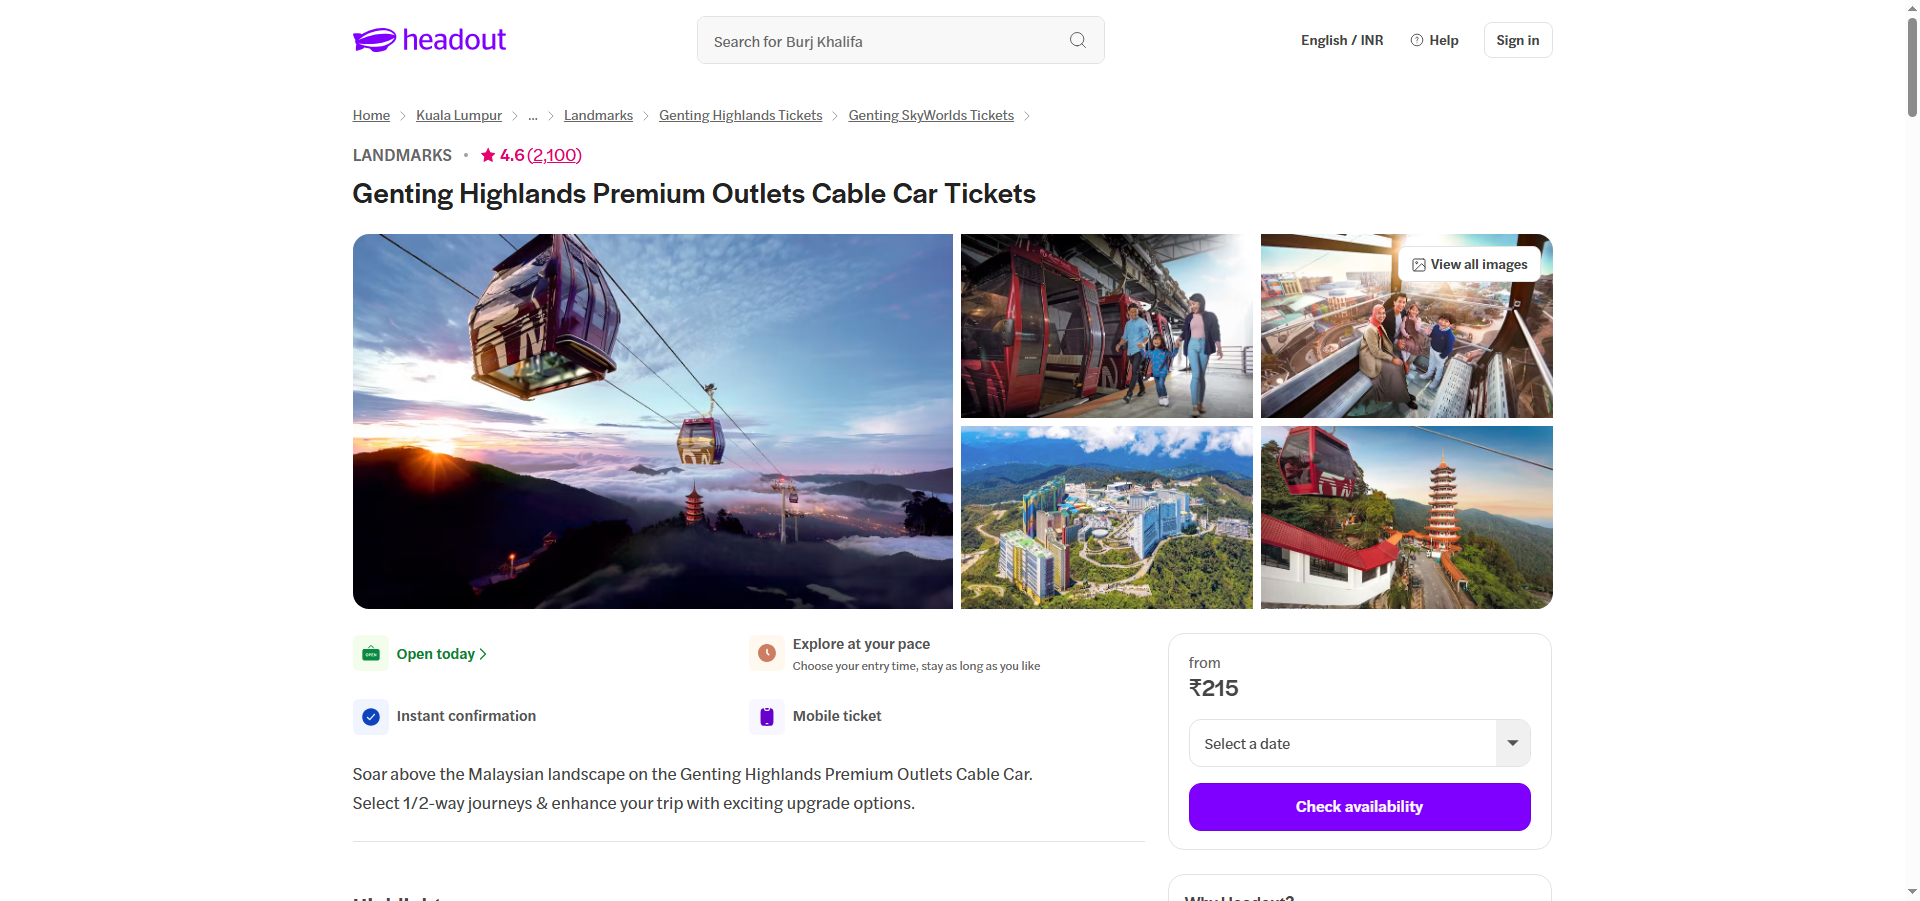 headout
Search for Burj Khalifa
English / INR
Help
Sign in
Home
Kuala Lumpur
...
Landmarks
Genting Highlands Tickets
Genting SkyWorlds Tickets
LANDMARKS • 4.6 (2,100)
Genting Highlands Premium Outlets Cable Car Tickets
View all images
OPEN
Open today
Explore at your pace
Choose your entry time, stay as long as you like
Instant confirmation
Mobile ticket
Soar above the Malaysian landscape on the Genting Highlands Premium Outlets Cable Car.
Select 1/2-way journeys & enhance your trip with exciting upgrade options.
from
₹215
Select a date
Check availability
Why Headout?